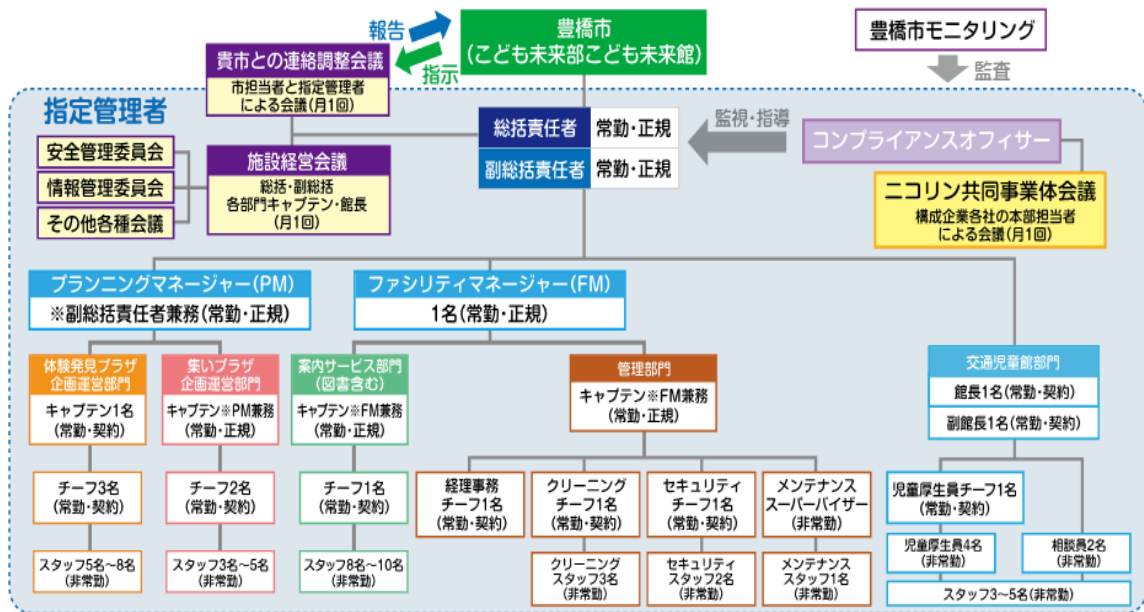 報告
豊橋市
(こども未来部こども未来館)
指示
豊橋市モニタリング
監査
貴市との連絡調整会議
市担当者と指定管理者
による会議(月1回)
指定管理者
総括責任者 常勤・正規
副総括責任者 常勤・正規
監視・指導
コンプライアンスオフィサー
安全管理委員会
情報管理委員会
その他各種会議
施設経営会議
総括・副総括
各部門キャプテン・館長
(月1回)
ニコリン共同事業体会議
構成企業各社の本部担当者
による会議(月1回)
プランニングマネージャー(PM)
※副総括責任者兼務(常勤・正規)
ファシリティマネージャー(FM)
1名(常勤・正規)
体験発見プラザ
企画運営部門
キャプテン1名
(常勤・契約)
チーフ3名
(常勤・契約)
スタッフ5名～8名
(非常勤)
集いプラザ
企画運営部門
キャプテン※PM兼務
(常勤・正規)
チーフ2名
(常勤・契約)
スタッフ3名～5名
(非常勤)
案内サービス部門
(図書含む)
キャプテン※FM兼務
(常勤・正規)
チーフ1名
(常勤・契約)
スタッフ8名～10名
(非常勤)
管理部門
キャプテン※FM兼務
(常勤・正規)
経理事務
チーフ1名
(常勤・契約)
クリーニング
チーフ1名
(常勤・契約)
クリーニング
スタッフ3名
(非常勤)
セキュリティ
チーフ1名
(常勤・契約)
セキュリティ
スタッフ2名
(非常勤)
メンテナンス
スーパーバイザー
(非常勤)
メンテナンス
スタッフ1名
(非常勤)
交通児童館部門
館長1名(常勤・契約)
副館長1名(常勤・契約)
児童厚生員チーフ1名
(常勤・契約)
児童厚生員4名
(非常勤)
相談員2名
(非常勤)
スタッフ3～5名(非常勤)